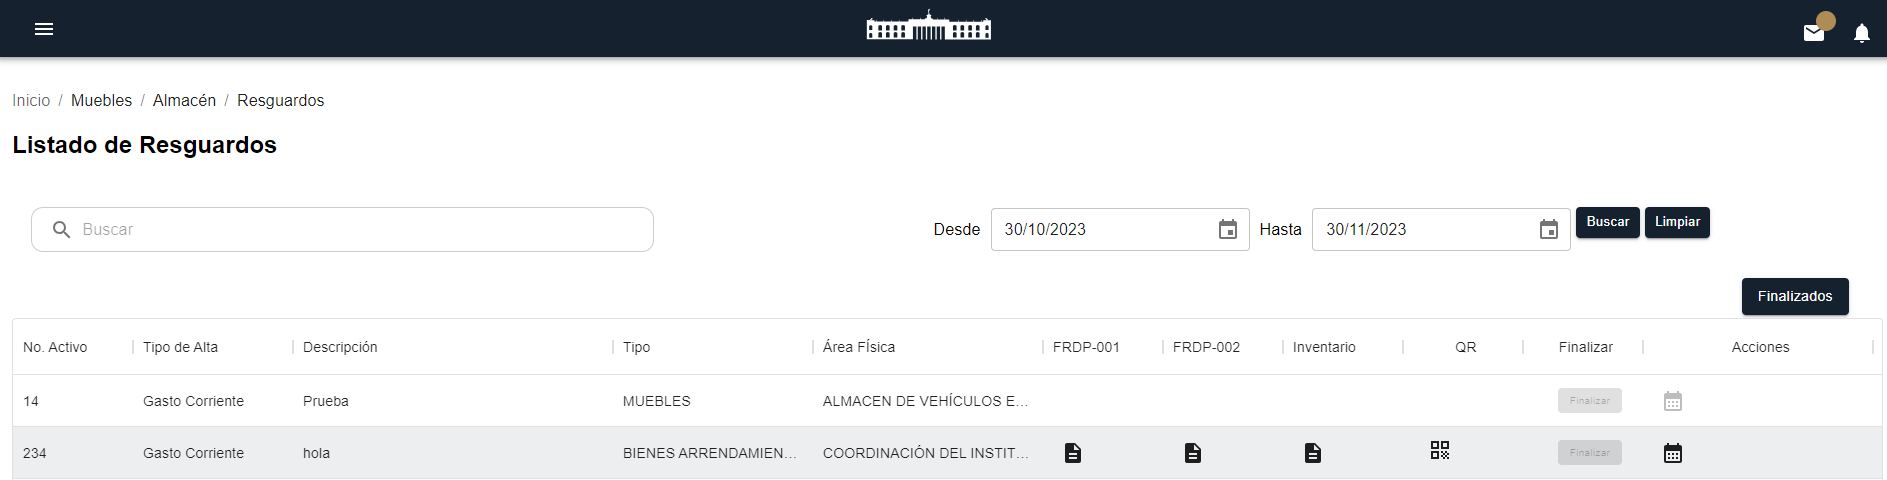 Inicio / Muebles / Almacén / Resguardos
Listado de Resguardos
Buscar
Desde 30/10/2023 Hasta 30/11/2023 Buscar Limpiar
Finalizados
No. Activo Tipo de Alta Descripción Tipo Área FÍsica FRDP-001 FRDP-002 Inventario QR Finalizar Acciones
14 Gasto Corriente Prueba MUEBLES ALMACEN DE VEHÍCULOS E... Finalizar
234 Gasto Corriente hola BIENES ARRENDAMIEN... COORDINACIÓN DEL INSTIT... Finalizar